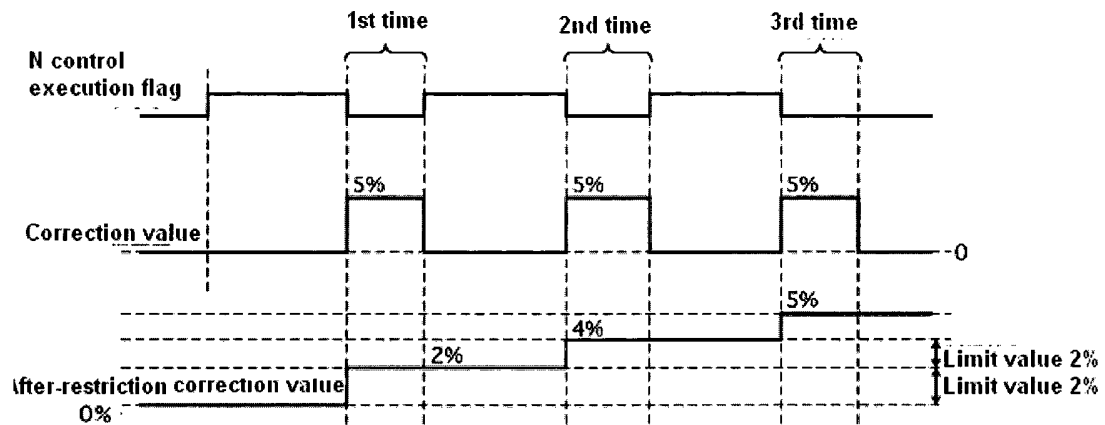 1st time
2nd time
3rd time
N control
execution flag
5%
5%
5%
Correction value
0
5%
4%
2%
Limit value 2%
After-restriction correction value
Limit value 2%
0%